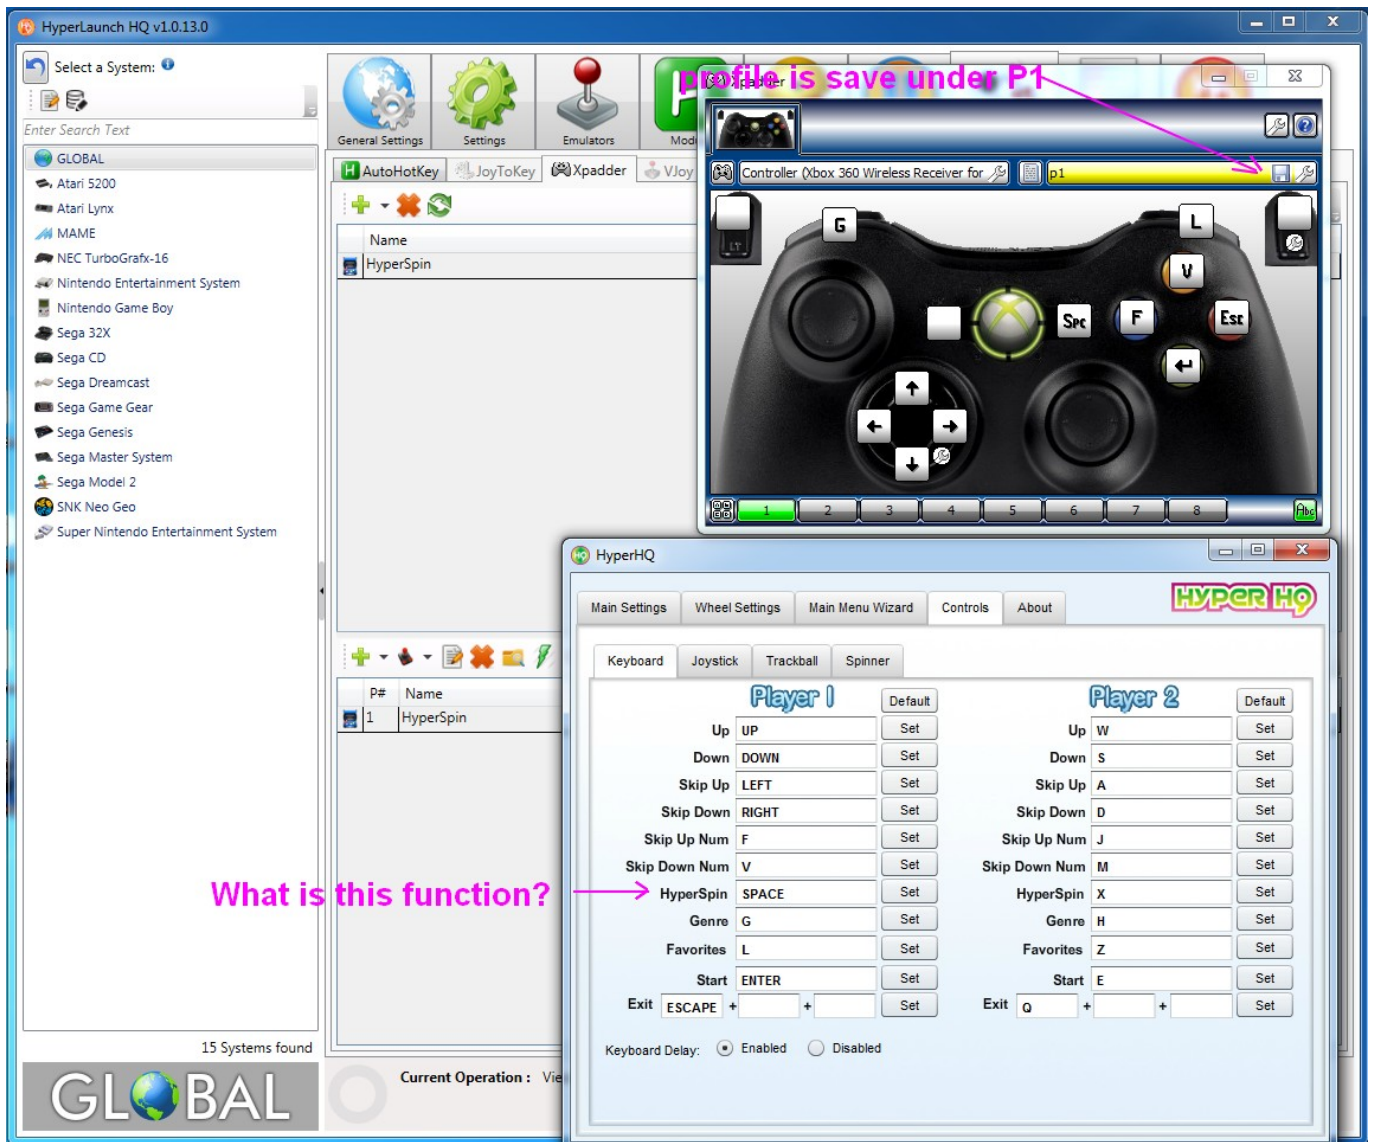 HyperLaunch HQ v1.0.13.0
Select a System:
Enter Search Text
GLOBAL
Atari 5200
Atari Lynx
MAME
NEC TurboGrafx-16
Nintendo Entertainment System
Nintendo Game Boy
Sega 32X
Sega CD
Sega Dreamcast
Sega Game Gear
Sega Genesis
Sega Master System
Sega Model 2
SNK Neo Geo
Super Nintendo Entertainment System
15 Systems found
GLOBAL
General Settings
Settings
Emulators
AutoHotKey
JoyToKey
Xpadder
VJoy
Name
HyperSpin
P# Name
1 HyperSpin
Current Operation :
profile is save under P1
Controller (Xbox 360 Wireless Receiver for
p1
LT
G
L
V
Spc
F
Esc
1 2 3 4 5 6 7 8
Abc
What is this function?
HyperHQ
Main Settings
Wheel Settings
Main Menu Wizard
Controls
About
HYPER HQ
Keyboard
Joystick
Trackball
Spinner
Player 1 Default
Up UP Set
Down DOWN Set
Skip Up LEFT Set
Skip Down RIGHT Set
Skip Up Num F Set
Skip Down Num V Set
HyperSpin SPACE Set
Genre G Set
Favorites L Set
Start ENTER Set
Exit ESCAPE + + Set
Player 2 Default
Up W Set
Down S Set
Skip Up A Set
Skip Down D Set
Skip Up Num J Set
Skip Down Num M Set
HyperSpin X Set
Genre H Set
Favorites Z Set
Start E Set
Exit Q + + Set
Keyboard Delay: Enabled Disabled